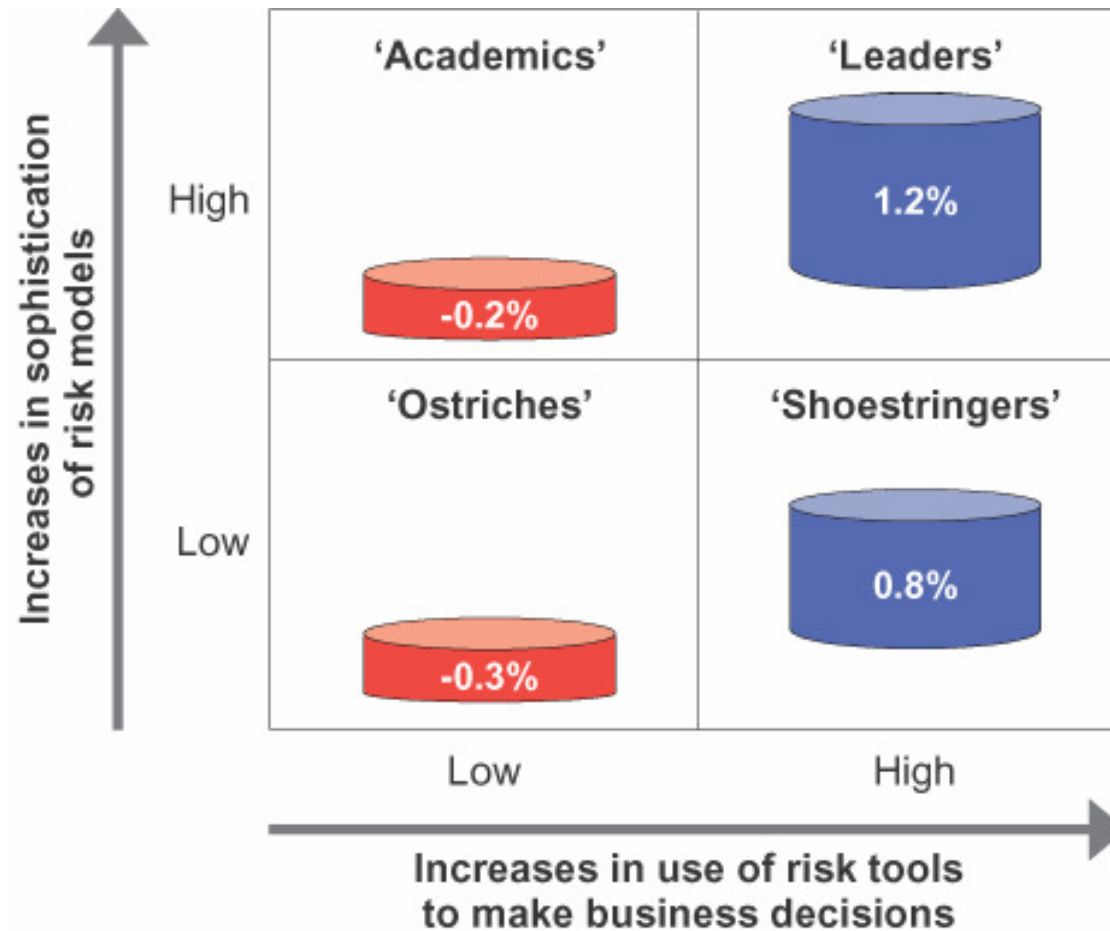 ‘Academics’
‘Leaders’
Increases in sophistication
of risk models
High
1.2%
-0.2%
‘Ostriches’
‘Shoestringers’
Low
0.8%
-0.3%
Low
High
Increases in use of risk tools
to make business decisions